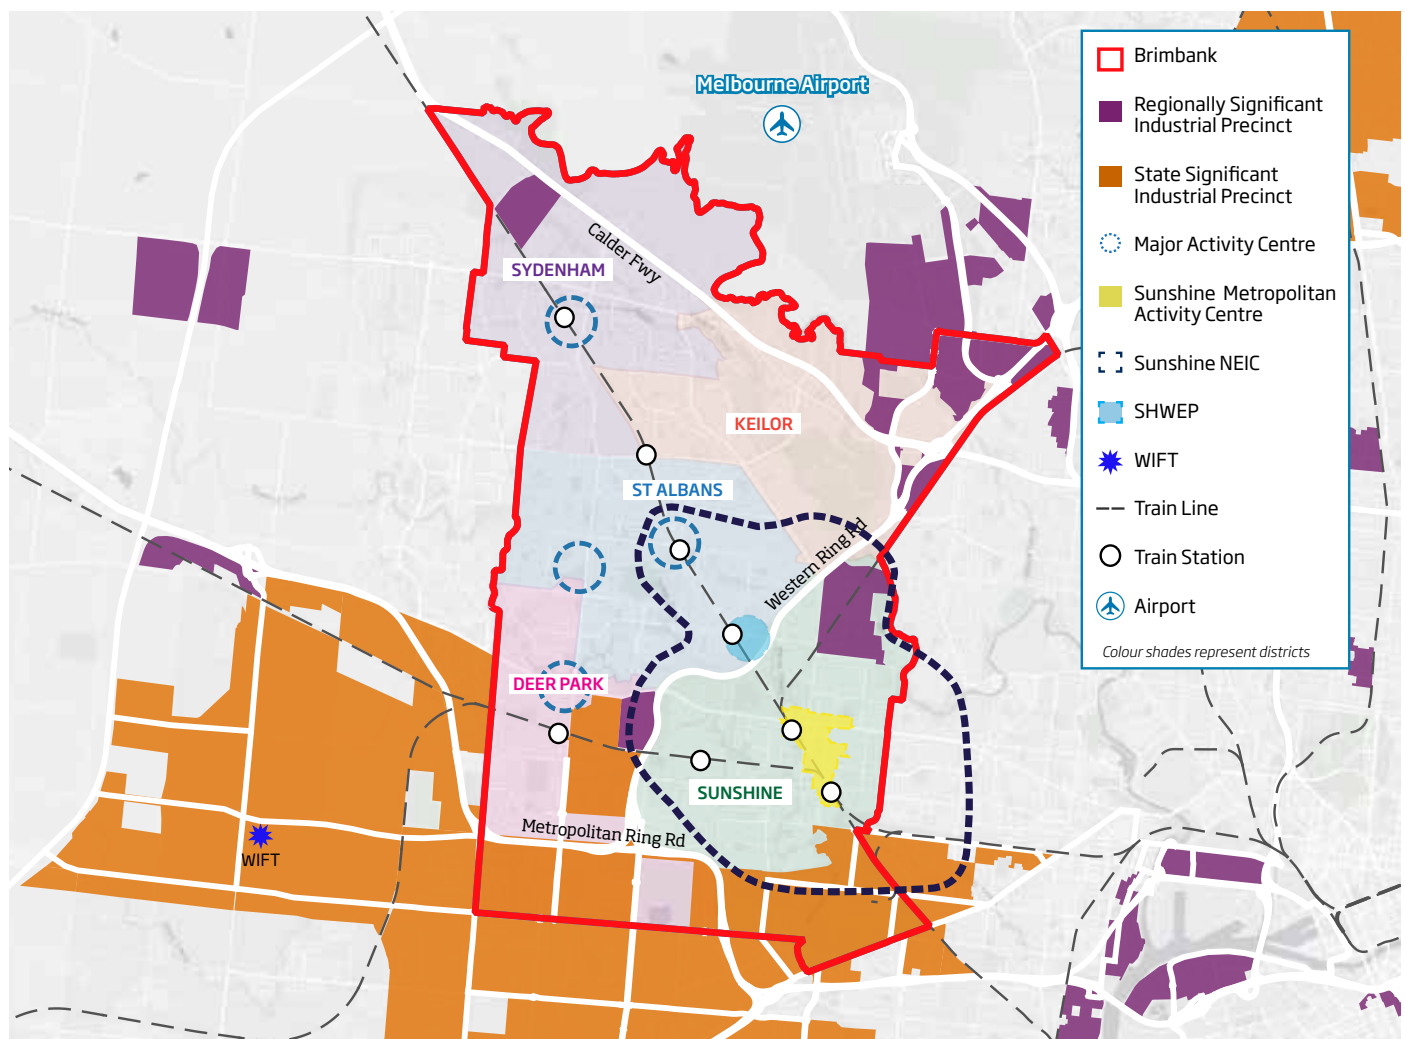 Melbourne Airport
Calder Fwy
SYDENHAM
KEILOR
ST ALBANS
Western Ring Rd
DEER PARK
SUNSHINE
Metropolitan Ring Rd
WIFT
Brimbank
Regionally Significant
Industrial Precinct
State Significant
Industrial Precinct
Major Activity Centre
Sunshine Metropolitan
Activity Centre
Sunshine NEIC
SHWEP
WIFT
Train Line
Train Station
Airport
Colour shades represent districts